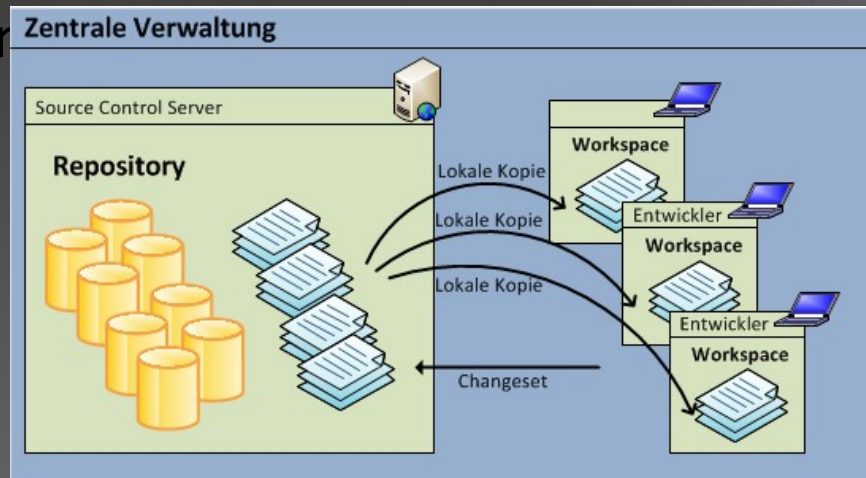 Zentrale Verwaltung
Source Control Server
Repository
Lokale Kopie
Lokale Kopie
Lokale Kopie
Changeset
Workspace
Entwickler
Workspace
Entwickler
Workspace